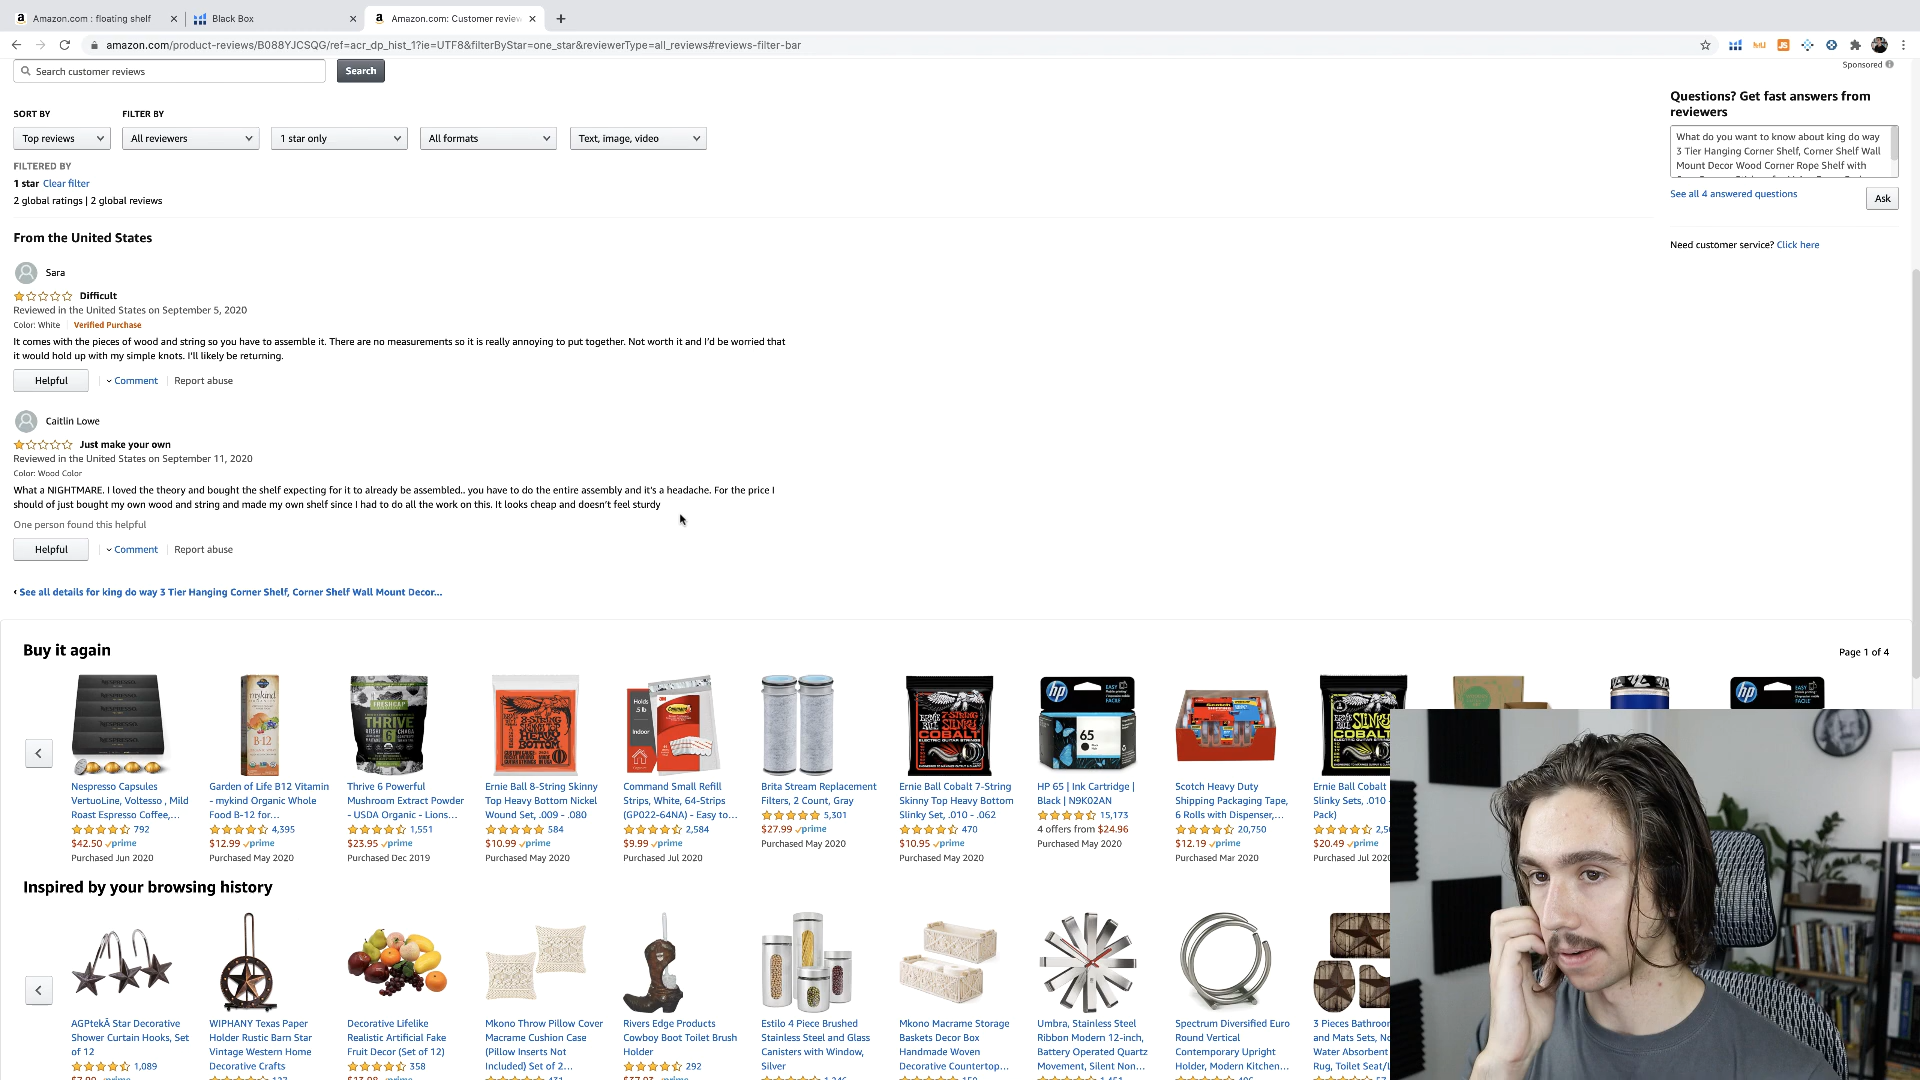 Amazon.com : floating shelf
Black Box
Amazon.com: Customer review
amazon.com/product-reviews/B088YJCSQG/ref=acr_dp_hist_1?ie=UTF8&filterByStar=one_star&reviewerType=all_reviews#reviews-filter-bar
Search customer reviews
Search
Sponsored
SORT BY
FILTER BY
Top reviews
All reviewers
1 star only
All formats
Text, image, video
FILTERED BY
1 star Clear filter
2 global ratings | 2 global reviews
Questions? Get fast answers from
reviewers
What do you want to know about king do way
3 Tier Hanging Corner Shelf, Corner Shelf Wall
Mount Decor Wood Corner Rope Shelf with
See all 4 answered questions
Ask
Need customer service? Click here
From the United States
Sara
Difficult
Reviewed in the United States on September 5, 2020
Color: White | Verified Purchase
It comes with the pieces of wood and string so you have to assemble it. There are no measurements so it is really annoying to put together. Not worth it and I'd be worried that
it would hold up with my simple knots. I'll likely be returning.
Helpful
Comment
Report abuse
Caitlin Lowe
Just make your own
Reviewed in the United States on September 11, 2020
Color: Wood Color
What a NIGHTMARE. I loved the theory and bought the shelf expecting for it to already be assembled.. you have to do the entire assembly and it's a headache. For the price I
should of just bought my own wood and string and made my own shelf since I had to do all the work on this. It looks cheap and doesn't feel sturdy
One person found this helpful
Helpful
Comment
Report abuse
See all details for king do way 3 Tier Hanging Corner Shelf, Corner Shelf Wall Mount Decor...
Buy it again
Page 1 of 4
Nespresso Capsules
VertuoLine, Voltesso , Mild
Roast Espresso Coffee,...
792
$42.50 prime
Purchased Jun 2020
Garden of Life B12 Vitamin
- mykind Organic Whole
Food B-12 for...
4,395
$12.99 prime
Purchased May 2020
Thrive 6 Powerful
Mushroom Extract Powder
- USDA Organic - Lions...
1,551
$23.95 prime
Purchased Dec 2019
Ernie Ball 8-String Skinny
Top Heavy Bottom Nickel
Wound Set, .009 - .080
584
$10.99 prime
Purchased May 2020
Command Small Refill
Strips, White, 64-Strips
(GP022-64NA) - Easy to...
2,584
$9.99 prime
Purchased Jul 2020
Brita Stream Replacement
Filters, 2 Count, Gray
5,301
$27.99 prime
Purchased May 2020
Ernie Ball Cobalt 7-String
Skinny Top Heavy Bottom
Slinky Set, .010 - .062
470
$10.95 prime
Purchased May 2020
HP 65 | Ink Cartridge |
Black | N9K02AN
15,173
4 offers from $24.96
Purchased May 2020
Scotch Heavy Duty
Shipping Packaging Tape,
6 Rolls with Dispenser,...
20,750
$12.19 prime
Purchased Mar 2020
Ernie Ball Cobalt
Slinky Sets, .010 -
Pack)
$20.49 prime
Purchased Jul 2020
Inspired by your browsing history
AGPtekÂ Star Decorative
Shower Curtain Hooks, Set
of 12
1,089
WIPHANY Texas Paper
Holder Rustic Barn Star
Vintage Western Home
Decorative Crafts
Decorative Lifelike
Realistic Artificial Fake
Fruit Decor (Set of 12)
358
Mkono Throw Pillow Cover
Macrame Cushion Case
(Pillow Inserts Not
Included) Set of 2...
Rivers Edge Products
Cowboy Boot Toilet Brush
Holder
292
Estilo 4 Piece Brushed
Stainless Steel and Glass
Canisters with Window,
Silver
Mkono Macrame Storage
Baskets Decor Box
Handmade Woven
Decorative Countertop...
Umbra, Stainless Steel
Ribbon Modern 12-inch,
Battery Operated Quartz
Movement, Silent Non...
Spectrum Diversified Euro
Round Vertical
Contemporary Upright
Holder, Modern Kitchen...
3 Pieces Bathroom
and Mats Sets, No
Water Absorbent
Rug, Toilet Seat/L